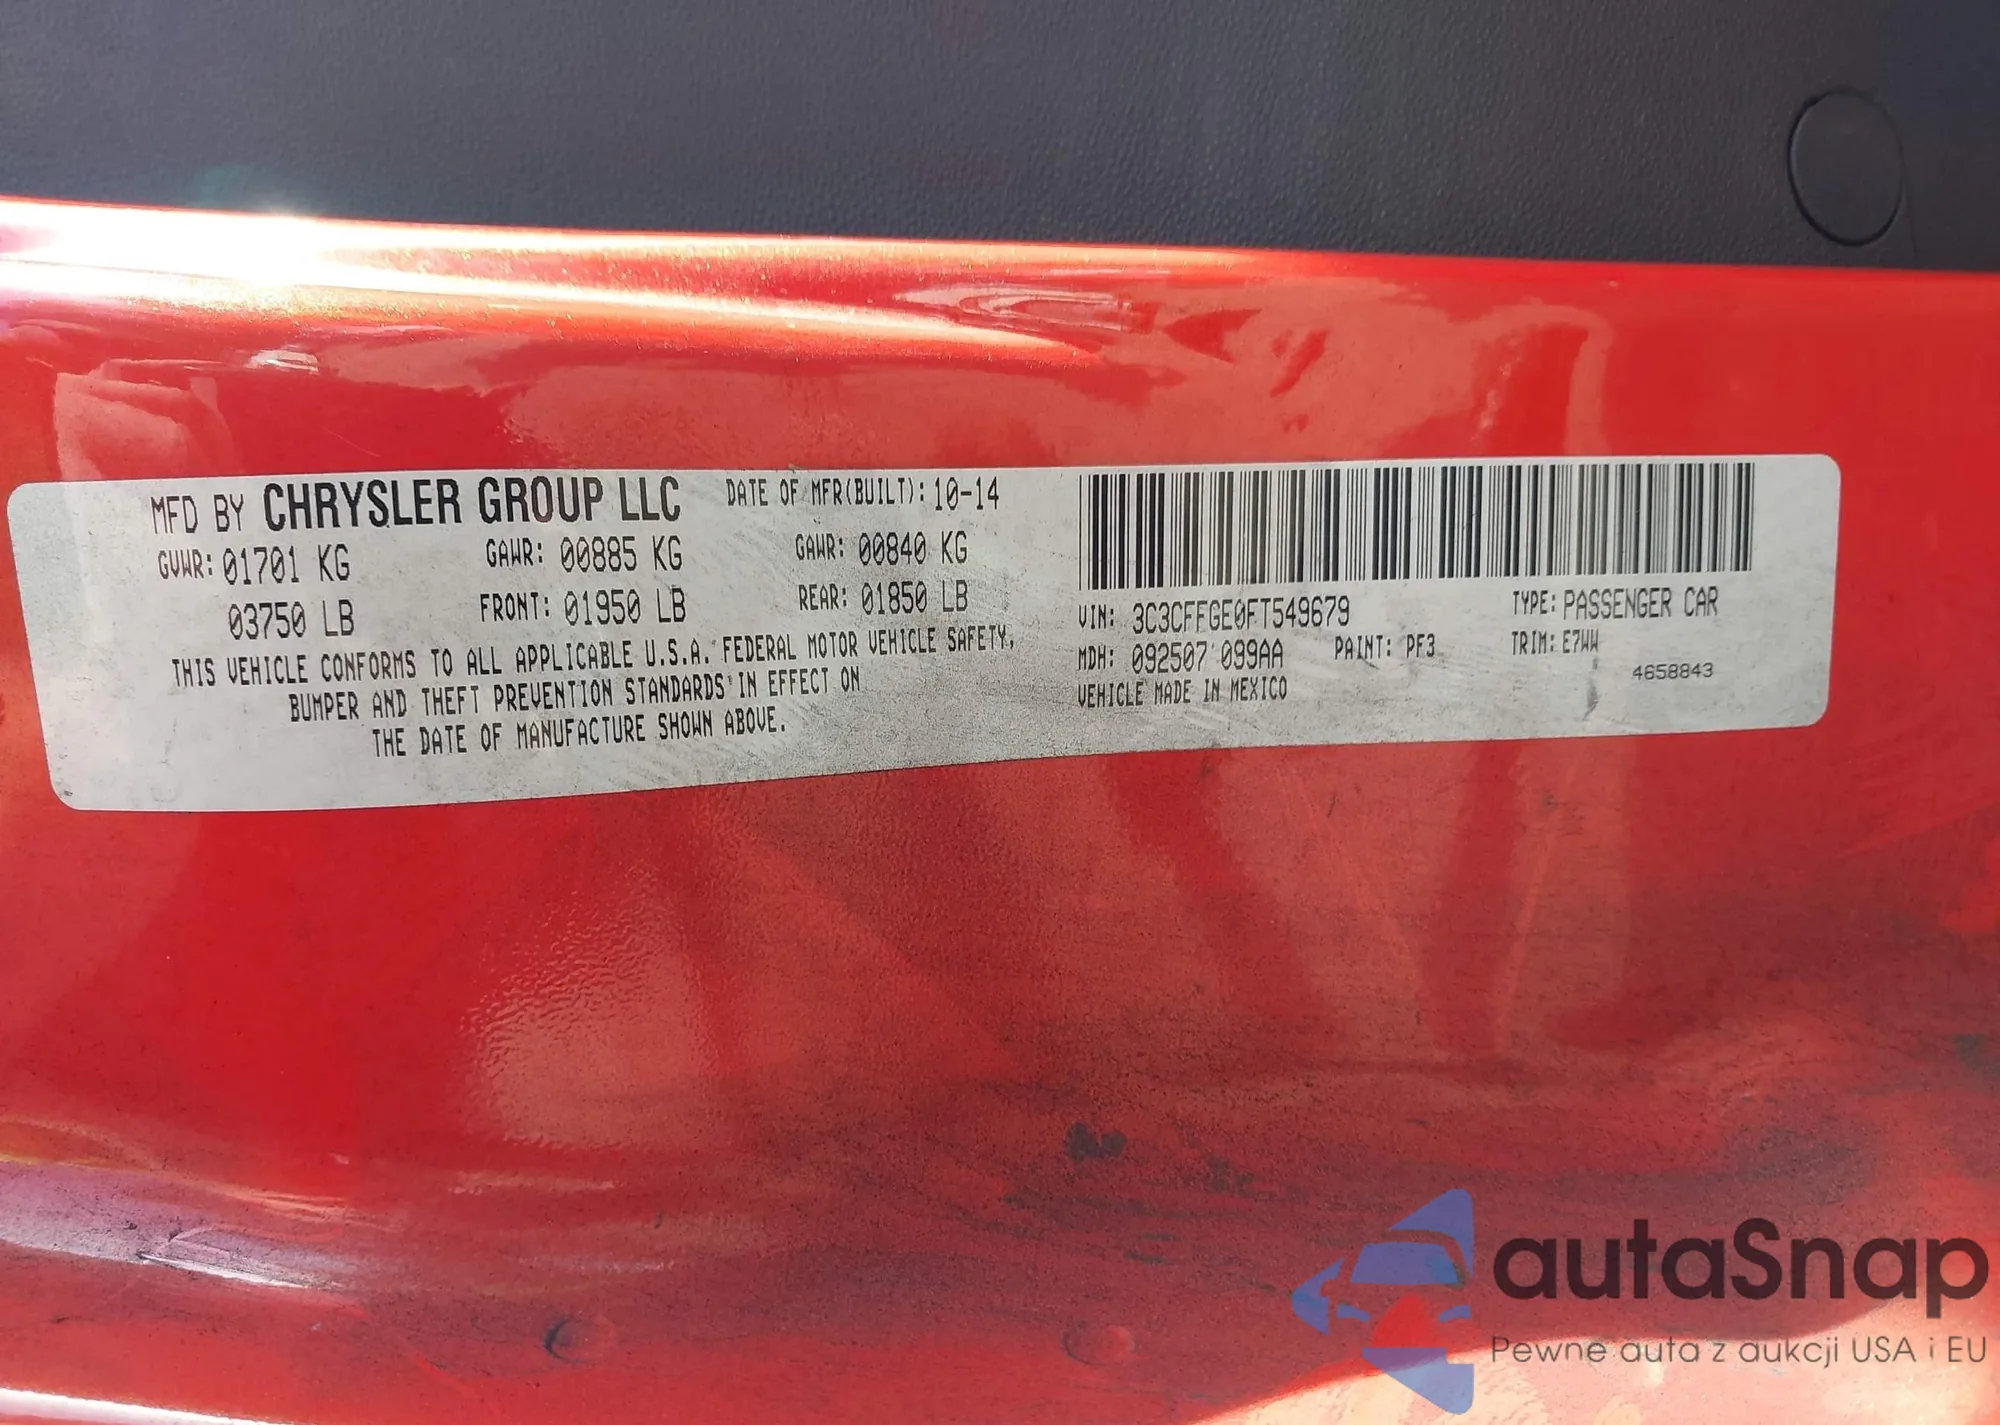 MFD BY CHRYSLER GROUP LLC DATE OF MFR(BUILT): 10-14
GVWR: 01701 KG GAWR: 00885 KG GAWR: 00840 KG
03750 LB FRONT: 01950 LB REAR: 01850 LB
THIS VEHICLE CONFORMS TO ALL APPLICABLE U.S.A. FEDERAL MOTOR VEHICLE SAFETY,
BUMPER AND THEFT PREVENTION STANDARDS IN EFFECT ON
THE DATE OF MANUFACTURE SHOWN ABOVE.
VIN: 3C3CFFGE0FT549679 TYPE: PASSENGER CAR
MDH: 092507 099AA PAINT: PF3 TRIM: E7WW
VEHICLE MADE IN MEXICO 4658843
autaSnap
Pewne auta z aukcji USA i EU